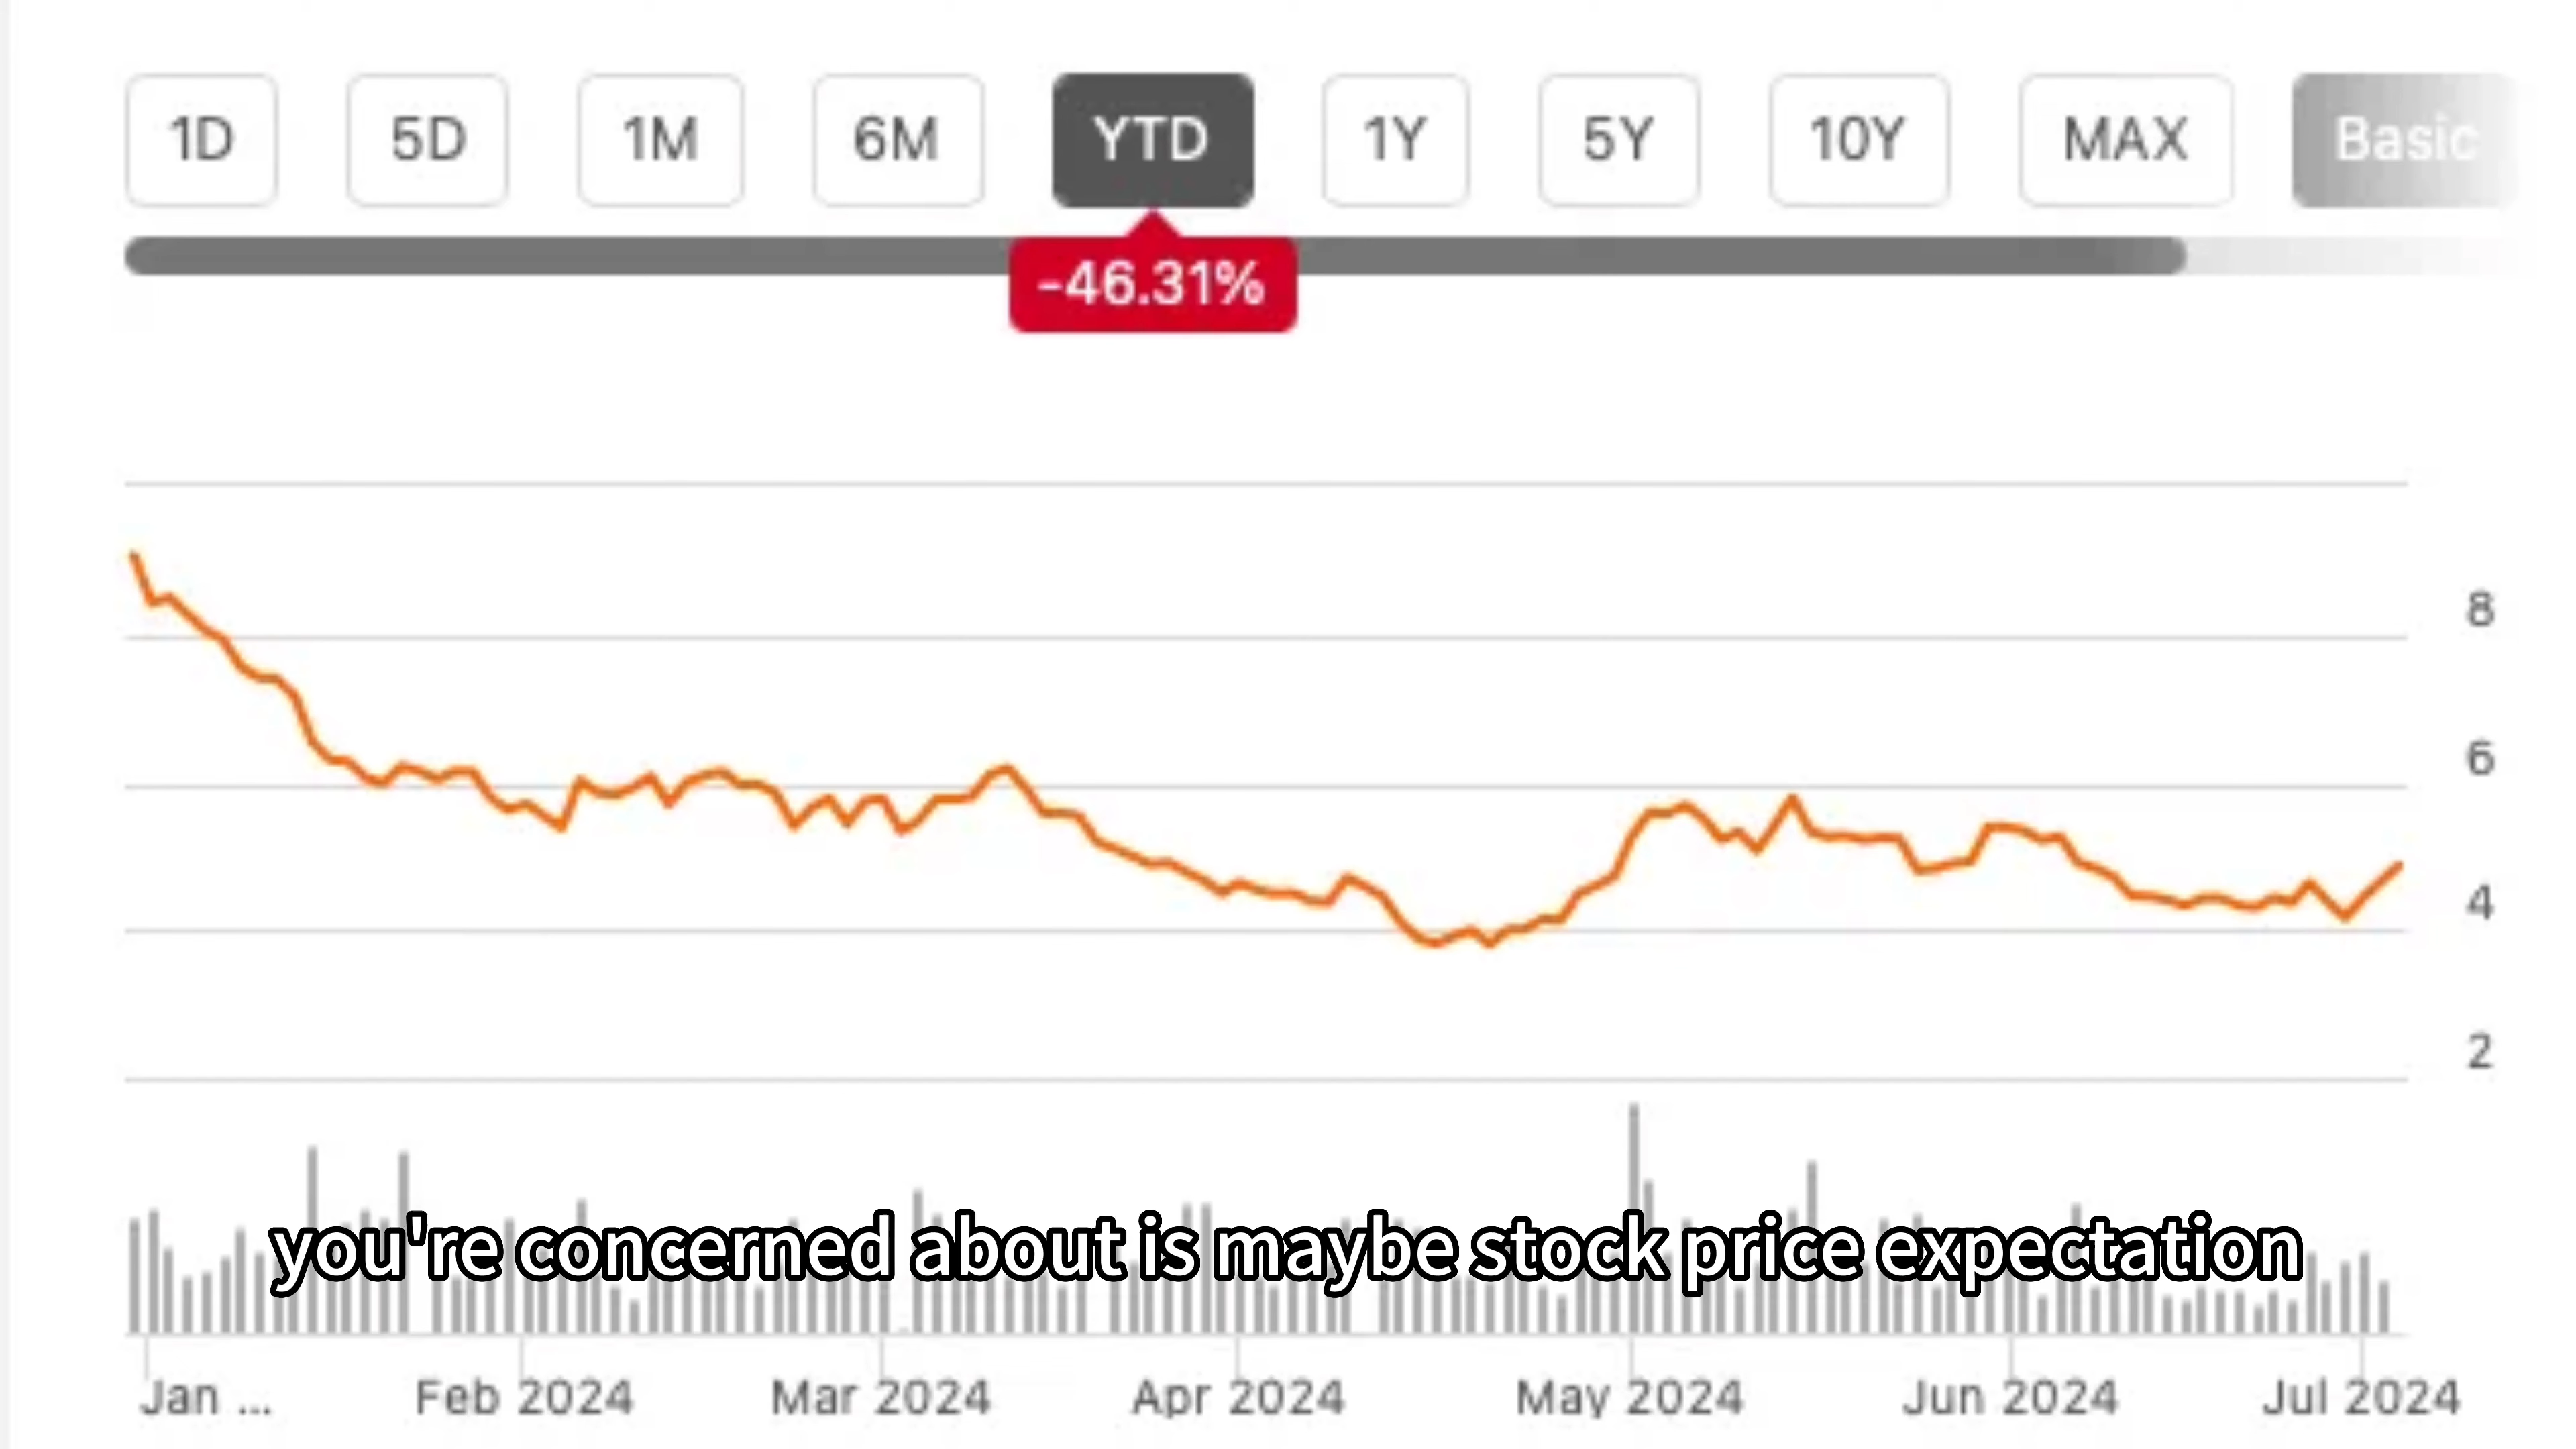 1D 5D 1M 6M YTD 1Y 5Y 10Y MAX Basic
-46.31%
8
6
4
2
you're concerned about is maybe stock price expectation
Jan ... Feb 2024 Mar 2024 Apr 2024 May 2024 Jun 2024 Jul 2024